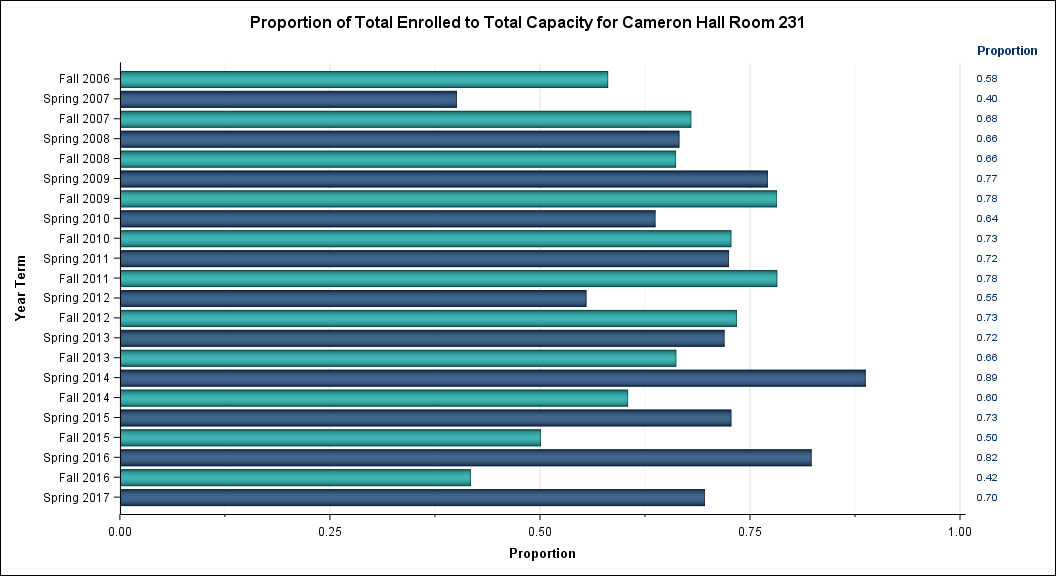 Proportion of Total Enrolled to Total Capacity for Cameron Hall Room 231
Proportion
Fall 2006 0.58
Spring 2007 0.40
Fall 2007 0.68
Spring 2008 0.66
Fall 2008 0.66
Spring 2009 0.77
Fall 2009 0.78
Spring 2010 0.64
Fall 2010 0.73
Spring 2011 0.72
Fall 2011 0.78
Spring 2012 0.55
Fall 2012 0.73
Spring 2013 0.72
Fall 2013 0.66
Spring 2014 0.89
Fall 2014 0.60
Spring 2015 0.73
Fall 2015 0.50
Spring 2016 0.82
Fall 2016 0.42
Spring 2017 0.70
Year Term
0.00 0.25 0.50 0.75 1.00
Proportion